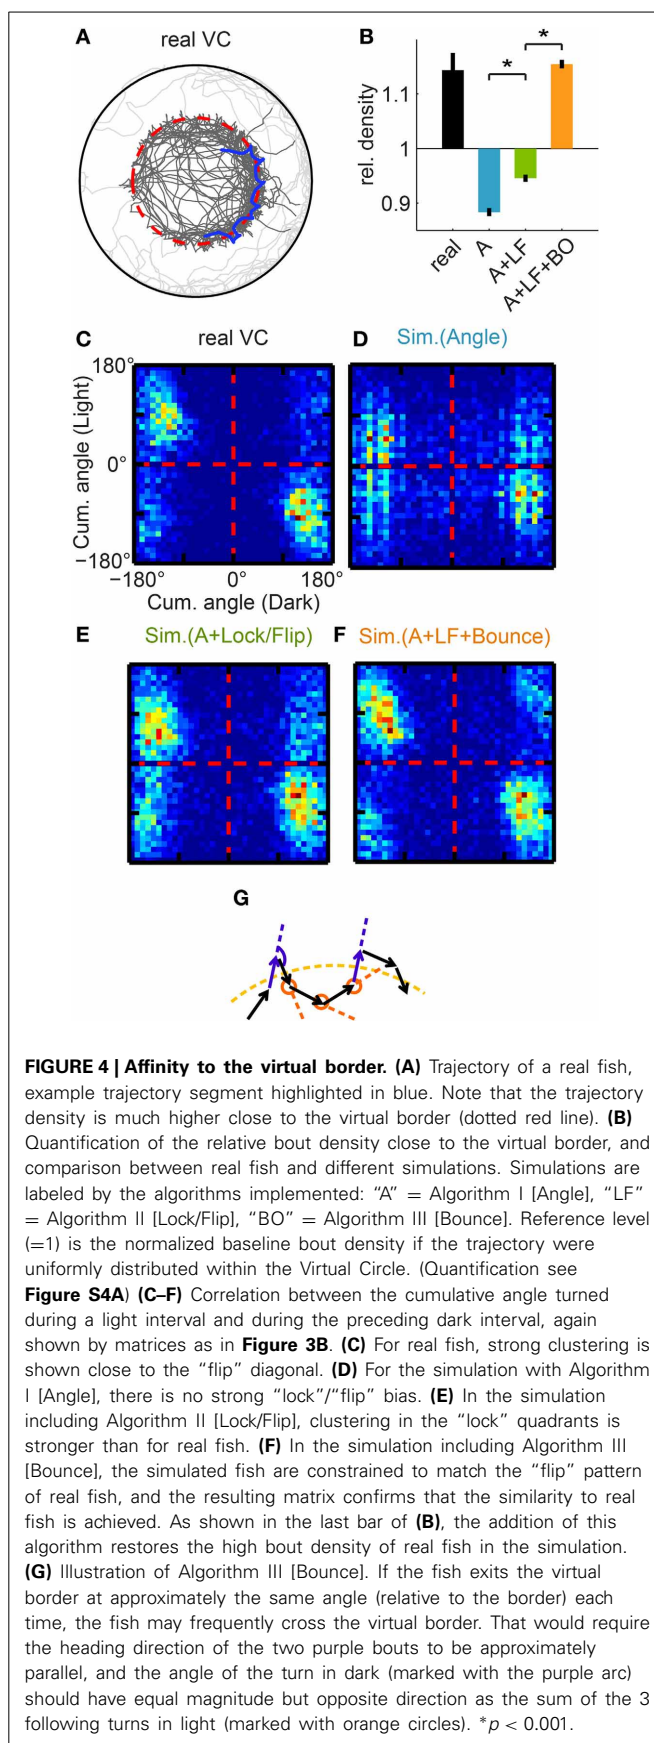 A
real VC
B
*
*
rel. density
1.1
1
0.9
real
A
A+LF
A+LF+BO
C
real VC
D
Sim.(Angle)
180°
Cum. angle (Light)
0°
−180°
−180°
0°
180°
Cum. angle (Dark)
E
Sim.(A+Lock/Flip)
F
Sim.(A+LF+Bounce)
G
FIGURE 4 | Affinity to the virtual border. (A) Trajectory of a real fish,
example trajectory segment highlighted in blue. Note that the trajectory
density is much higher close to the virtual border (dotted red line). (B)
Quantification of the relative bout density close to the virtual border, and
comparison between real fish and different simulations. Simulations are
labeled by the algorithms implemented: “A” = Algorithm I [Angle], “LF”
= Algorithm II [Lock/Flip], “BO” = Algorithm III [Bounce]. Reference level
(=1) is the normalized baseline bout density if the trajectory were
uniformly distributed within the Virtual Circle. (Quantification see
Figure S4A) (C–F) Correlation between the cumulative angle turned
during a light interval and during the preceding dark interval, again
shown by matrices as in Figure 3B. (C) For real fish, strong clustering is
shown close to the “flip” diagonal. (D) For the simulation with Algorithm
I [Angle], there is no strong “lock”/“flip” bias. (E) In the simulation
including Algorithm II [Lock/Flip], clustering in the “lock” quadrants is
stronger than for real fish. (F) In the simulation including Algorithm III
[Bounce], the simulated fish are constrained to match the “flip” pattern
of real fish, and the resulting matrix confirms that the similarity to real
fish is achieved. As shown in the last bar of (B), the addition of this
algorithm restores the high bout density of real fish in the simulation.
(G) Illustration of Algorithm III [Bounce]. If the fish exits the virtual
border at approximately the same angle (relative to the border) each
time, the fish may frequently cross the virtual border. That would require
the heading direction of the two purple bouts to be approximately
parallel, and the angle of the turn in dark (marked with the purple arc)
should have equal magnitude but opposite direction as the sum of the 3
following turns in light (marked with orange circles). *p < 0.001.